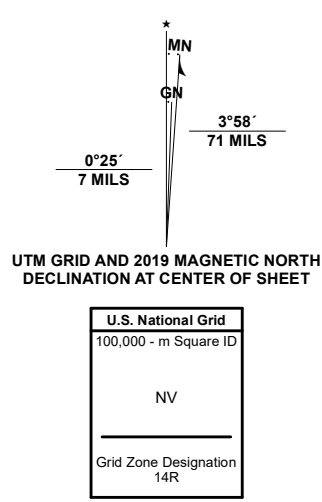 MN
GN
3°58´
71 MILS
0°25´
7 MILS
UTM GRID AND 2019 MAGNETIC NORTH
DECLINATION AT CENTER OF SHEET
U.S. National Grid
100,000 - m Square ID
NV
Grid Zone Designation
14R